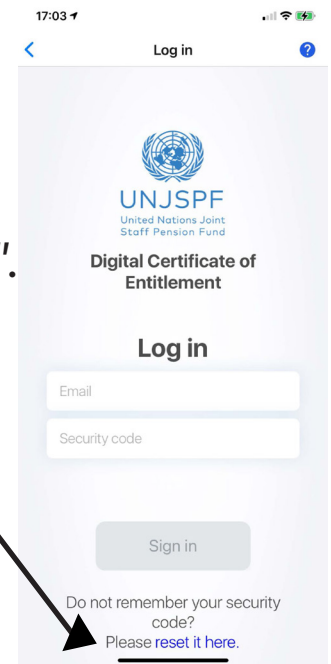 17:03
Log in
?
UNJSPF
United Nations Joint
Staff Pension Fund
".
Digital Certificate of
Entitlement
Log in
Email
Security code
Sign in
Do not remember your security
code?
Please reset it here.